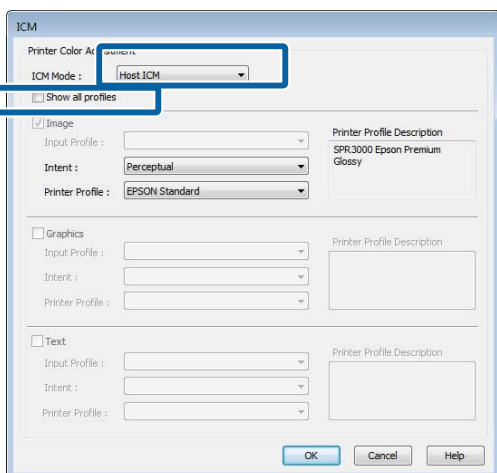 ICM
Printer Color Adjustment
ICM Mode : Host ICM
Show all profiles
Image
Input Profile :
Intent : Perceptual
Printer Profile : EPSON Standard
Printer Profile Description
SPR3000 Epson Premium
Glossy
Graphics
Input Profile :
Intent :
Printer Profile :
Printer Profile Description
Text
Input Profile :
Intent :
Printer Profile :
Printer Profile Description
OK Cancel Help